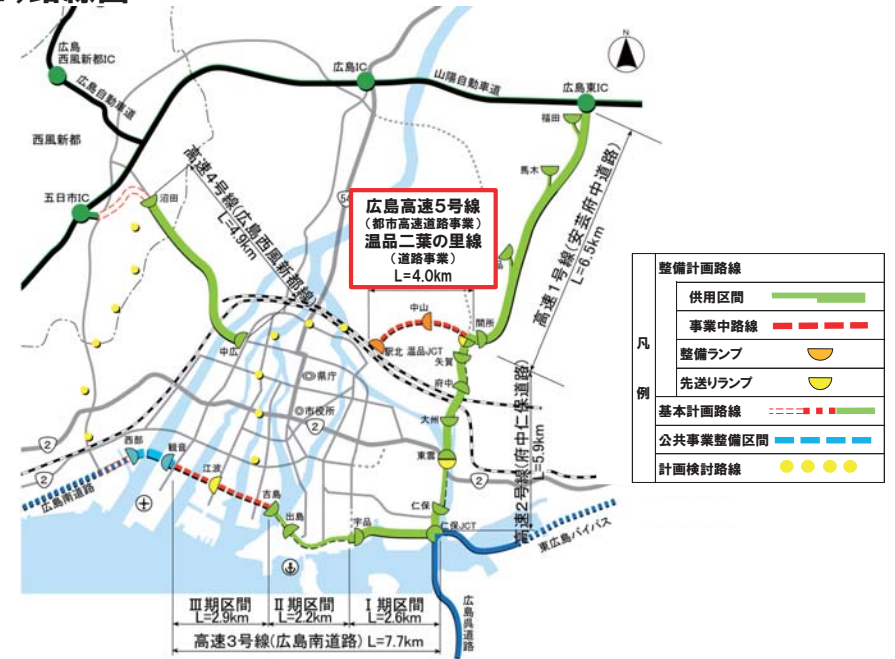 広島
西風新都IC
広島自動車道
西風新都
五日市IC
沼田
高速4号線(広島西風新都線)
L=4.9km
広島IC
山陽自動車道
広島東IC
N
福田
馬木
高速1号線(安芸府中道路)
L=6.5km
54
広島高速5号線
(都市高速道路事業)
温品二葉の里線
(道路事業)
L=4.0km
中山
間所
駅北
温品JCT
矢賀
府中
中広
県庁
市役所
大州
2
2
2
東雲
高速2号線(府中仁保道路)
L=5.9km
西部
観音
江波
吉島
出島
宇品
仁保
仁保JCT
広島南道路
東広島バイパス
広島呉道路
Ⅲ期区間
L=2.9km
Ⅱ期区間
L=2.2km
Ⅰ期区間
L=2.6km
高速3号線(広島南道路) L=7.7km
凡例
整備計画路線
供用区間
事業中路線
整備ランプ
先送りランプ
基本計画路線
公共事業整備区間
計画検討路線